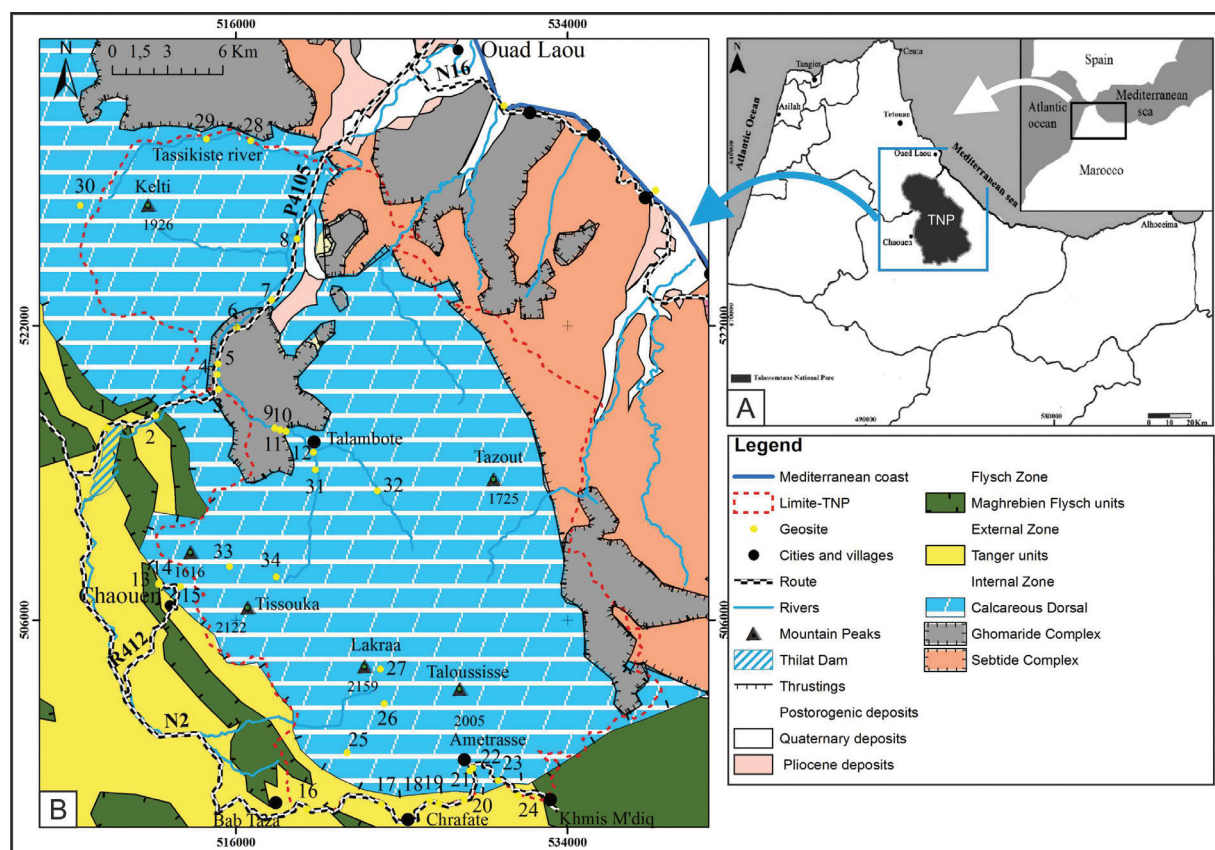 516000
534000
N
0 1,5 3 6 Km
Ouad Laou
N16
29
28
Tassikiste river
30
Kelti
1926
P4105
8
7
6
5
4
3
522000
522000
1
2
9
10
11
12
Talambote
31
32
Tazout
1725
33
34
1616
13
14
15
Chaouen
Tissouka
2122
506000
506000
R412
Lakraa
2159
27
Taloussisse
2005
26
N2
25
Ametrasse
22
23
21
16
17
18
19
20
24
Bab Taza
Chrafate
Khmis M'diq
B
516000
534000
N
Ceuta
Tangier
Asilah
Tetouan
Oued Laou
Atlantic Ocean
Mediterranean sea
TNP
Chaouen
Alhoceima
Spain
Atlantic
ocean
Mediterranean
sea
Marocco
Talassemtane National Parc
A
490000
580000
0 10 20 Km
Legend
Mediterranean coast
Limite-TNP
Geosite
Cities and villages
Route
Rivers
Mountain Peaks
Thilat Dam
Thrustings
Postorogenic deposits
Quaternary deposits
Pliocene deposits
Flysch Zone
Maghrebien Flysch units
External Zone
Tanger units
Internal Zone
Calcareous Dorsal
Ghomaride Complex
Sebtide Complex